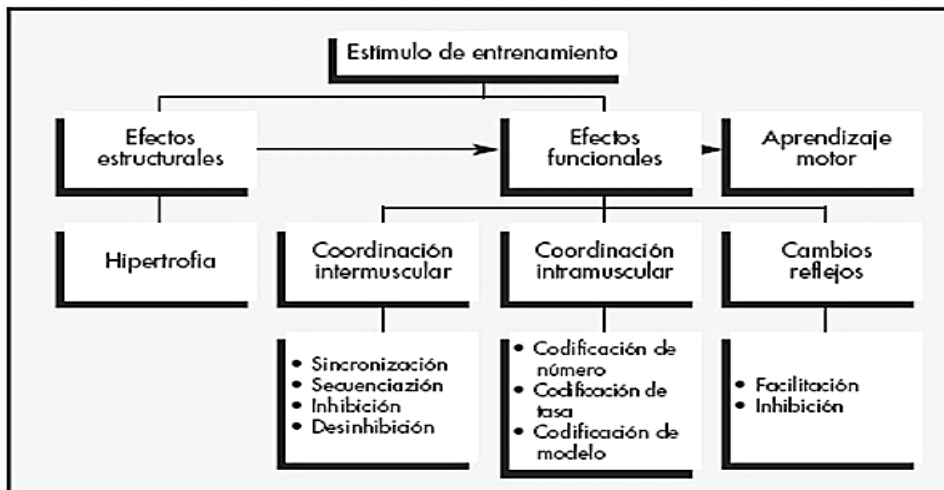 Estímulo de entrenamiento
Efectos
estructurales
Efectos
funcionales
Aprendizaje
motor
Hipertrofia
Coordinación
intermuscular
Coordinación
intramuscular
Cambios
reflejos
• Sincronización
• Secuenciazión
• Inhibición
• Desinhibición
• Codificación de
número
• Codificación de
tasa
• Codificación de
modelo
• Facilitación
• Inhibición